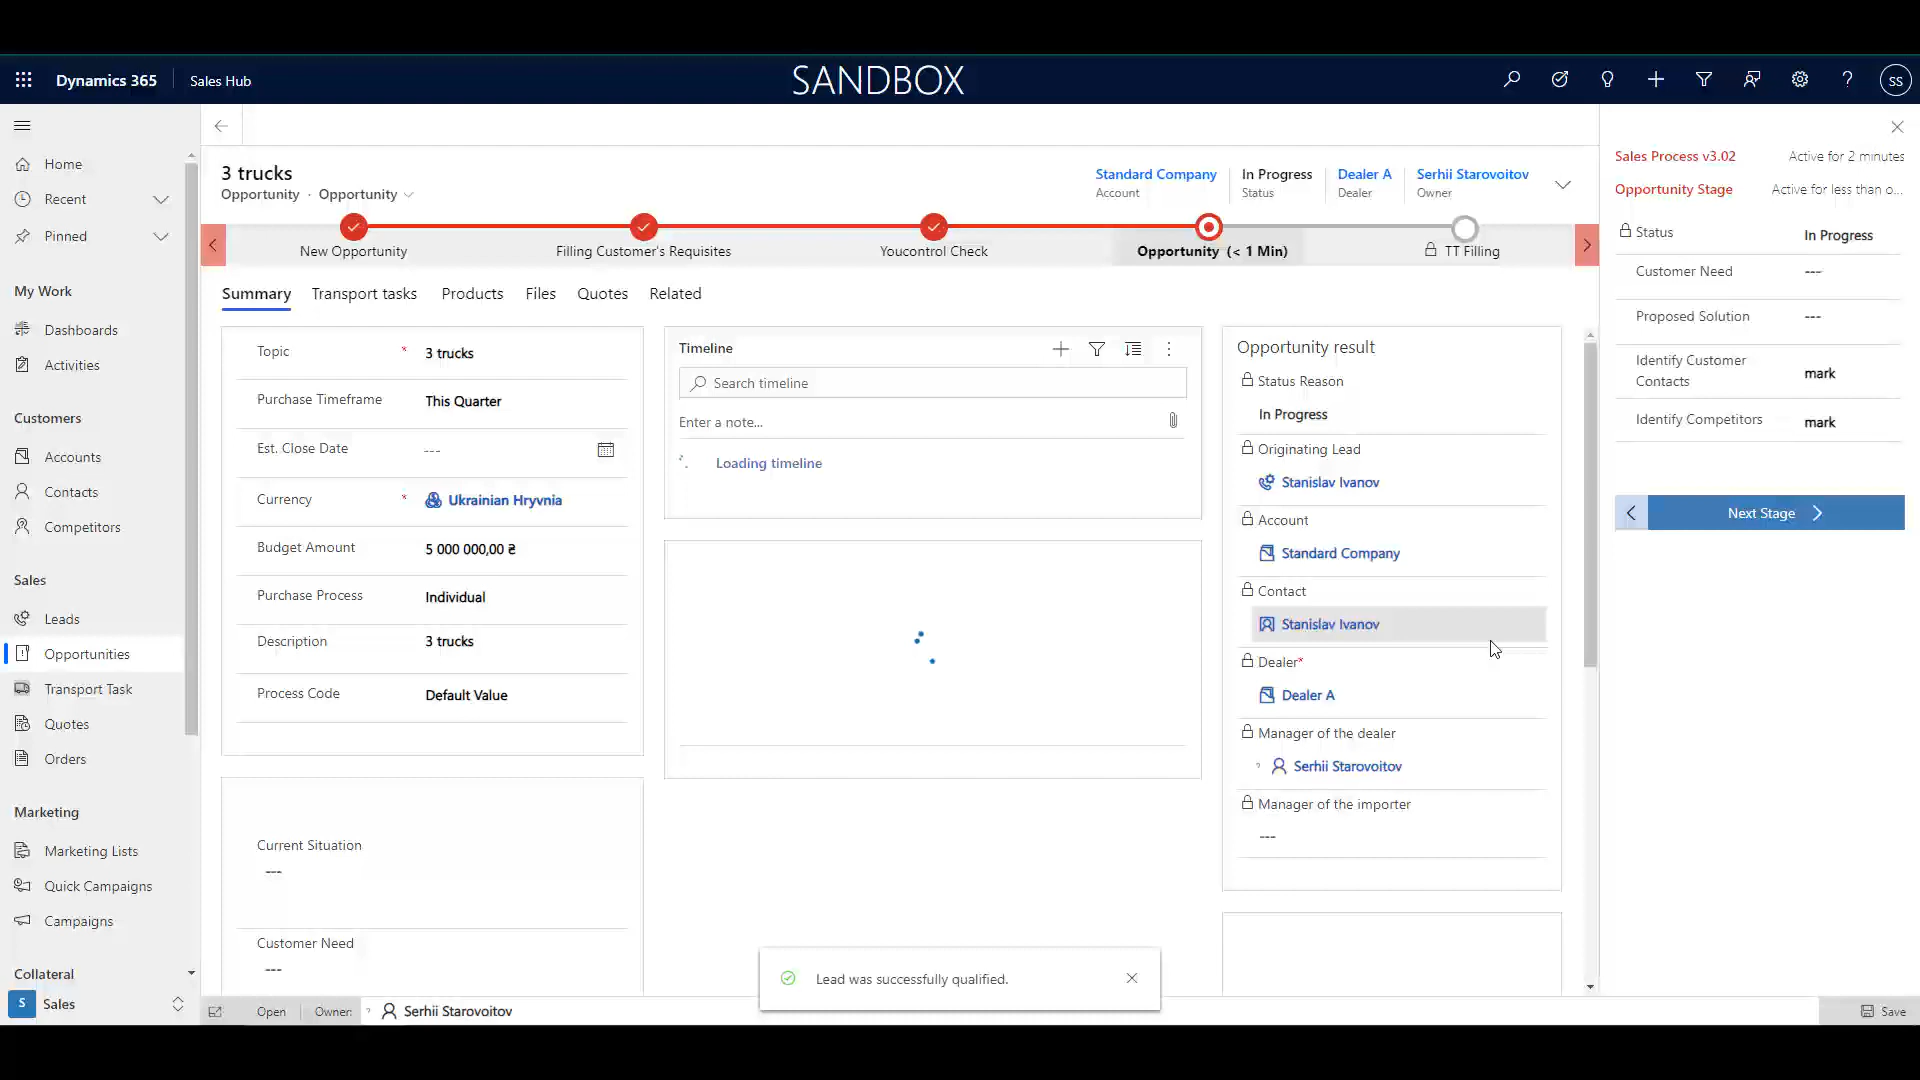 Dynamics 365
Sales Hub
SANDBOX
SS
Home
Recent
Pinned
My Work
Dashboards
Activities
Customers
Accounts
Contacts
Competitors
Sales
Leads
Opportunities
Transport Task
Quotes
Orders
Marketing
Marketing Lists
Quick Campaigns
Campaigns
Collateral
S Sales
3 trucks
Opportunity · Opportunity
Standard Company
Account
In Progress
Status
Dealer A
Dealer
Serhii Starovoitov
Owner
New Opportunity
Filling Customer's Requisites
Youcontrol Check
Opportunity (< 1 Min)
TT Filling
Summary
Transport tasks
Products
Files
Quotes
Related
Topic * 3 trucks
Purchase Timeframe This Quarter
Est. Close Date ---
Currency * Ukrainian Hryvnia
Budget Amount 5 000 000,00 ₴
Purchase Process Individual
Description 3 trucks
Process Code Default Value
Current Situation
---
Customer Need
---
Timeline
Search timeline
Enter a note...
Loading timeline
Opportunity result
Status Reason
In Progress
Originating Lead
Stanislav Ivanov
Account
Standard Company
Contact
Stanislav Ivanov
Dealer*
Dealer A
Manager of the dealer
Serhii Starovoitov
Manager of the importer
---
Sales Process v3.02 Active for 2 minutes
Opportunity Stage Active for less than o...
Status In Progress
Customer Need ---
Proposed Solution ---
Identify Customer
Contacts
mark
Identify Competitors mark
Next Stage
Lead was successfully qualified.
Open
Owner: ? Serhii Starovoitov
Save